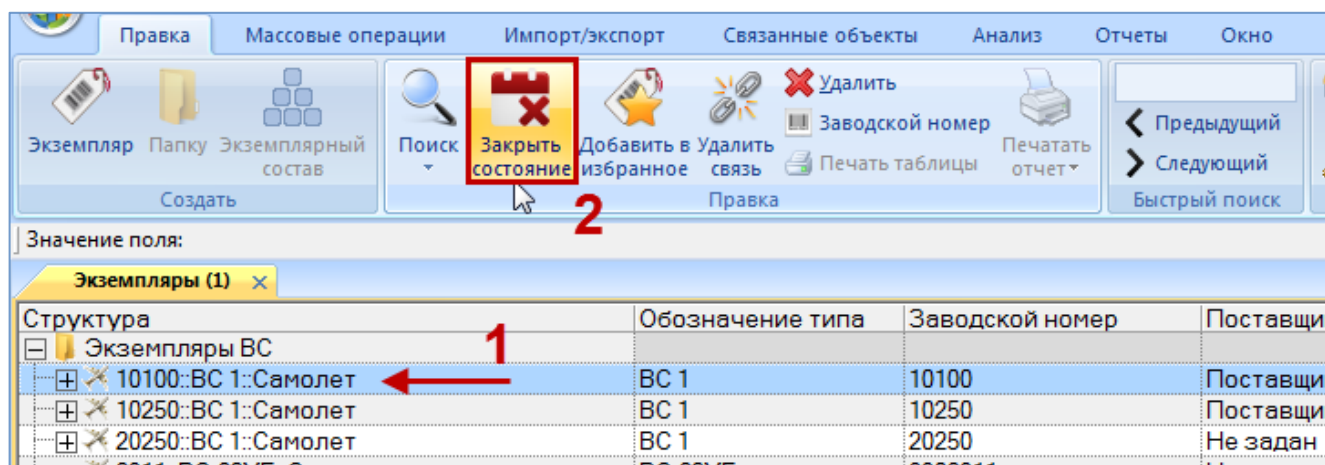 Правка Массовые операции Импорт/экспорт Связанные объекты Анализ Отчеты Окно
Экземпляр Папку Экземплярный состав
Создать
Поиск Закрыть состояние Добавить в избранное Удалить связь
Удалить
Заводской номер
Печать таблицы
Печатать отчет
Правка
Предыдущий
Следующий
Быстрый поиск
2
Значение поля:
Экземпляры (1)
Структура Обозначение типа Заводской номер Поставщи
Экземпляры ВС
1
10100::ВС 1::Самолет ВС 1 10100 Поставщи
10250::ВС 1::Самолет ВС 1 10250 Поставщи
20250::ВС 1::Самолет ВС 1 20250 Не задан